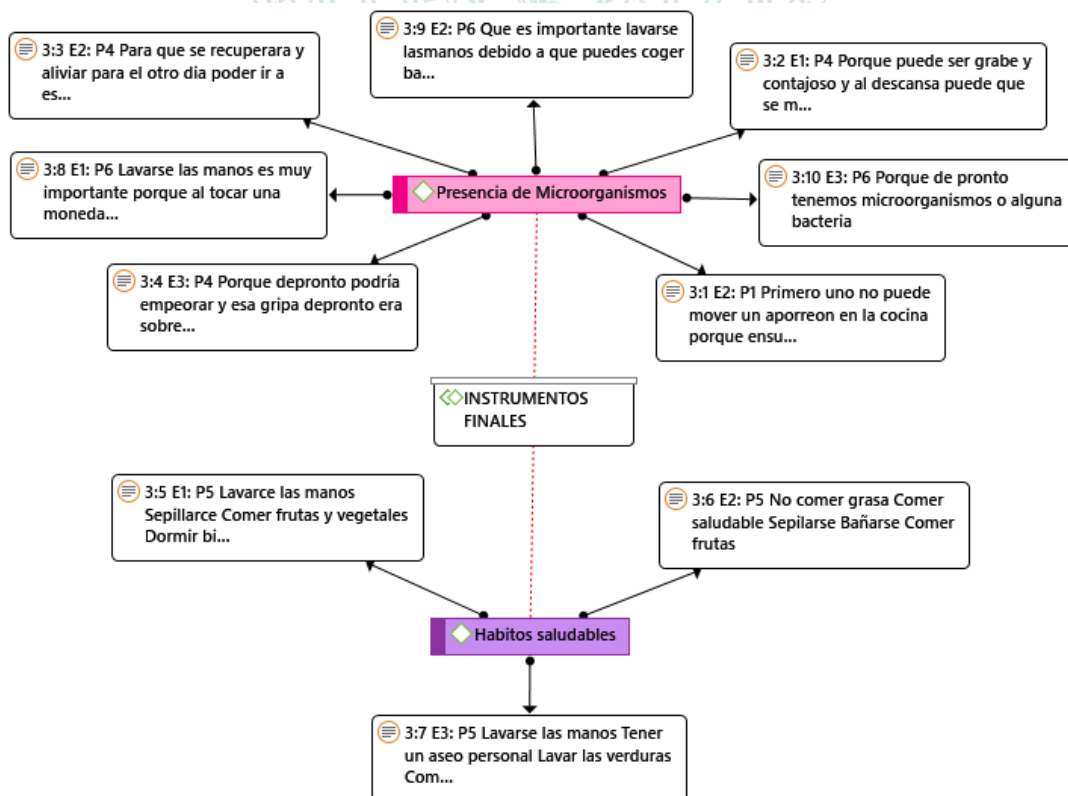 3:9 E2: P6 Que es importante lavarse
lasmanos debido a que puedes coger
ba...
3:3 E2: P4 Para que se recuperara y
aliviar para el otro dia poder ir a
es...
3:2 E1: P4 Porque puede ser grabe y
contajoso y al descansa puede que
se m...
3:8 E1: P6 Lavarse las manos es muy
importante porque al tocar una
moneda...
Presencia de Microorganismos
3:10 E3: P6 Porque de pronto
tenemos microorganismos o alguna
bacteria
3:4 E3: P4 Porque depronto podría
empeorar y esa gripa depronto era
sobre...
3:1 E2: P1 Primero uno no puede
mover un aporreon en la cocina
porque ensu...
INSTRUMENTOS
FINALES
3:5 E1: P5 Lavarce las manos
Sepillarce Comer frutas y vegetales
Dormir bi...
3:6 E2: P5 No comer grasa Comer
saludable Sepilarse Bañarse Comer
frutas
Habitos saludables
3:7 E3: P5 Lavarse las manos Tener
un aseo personal Lavar las verduras
Com...